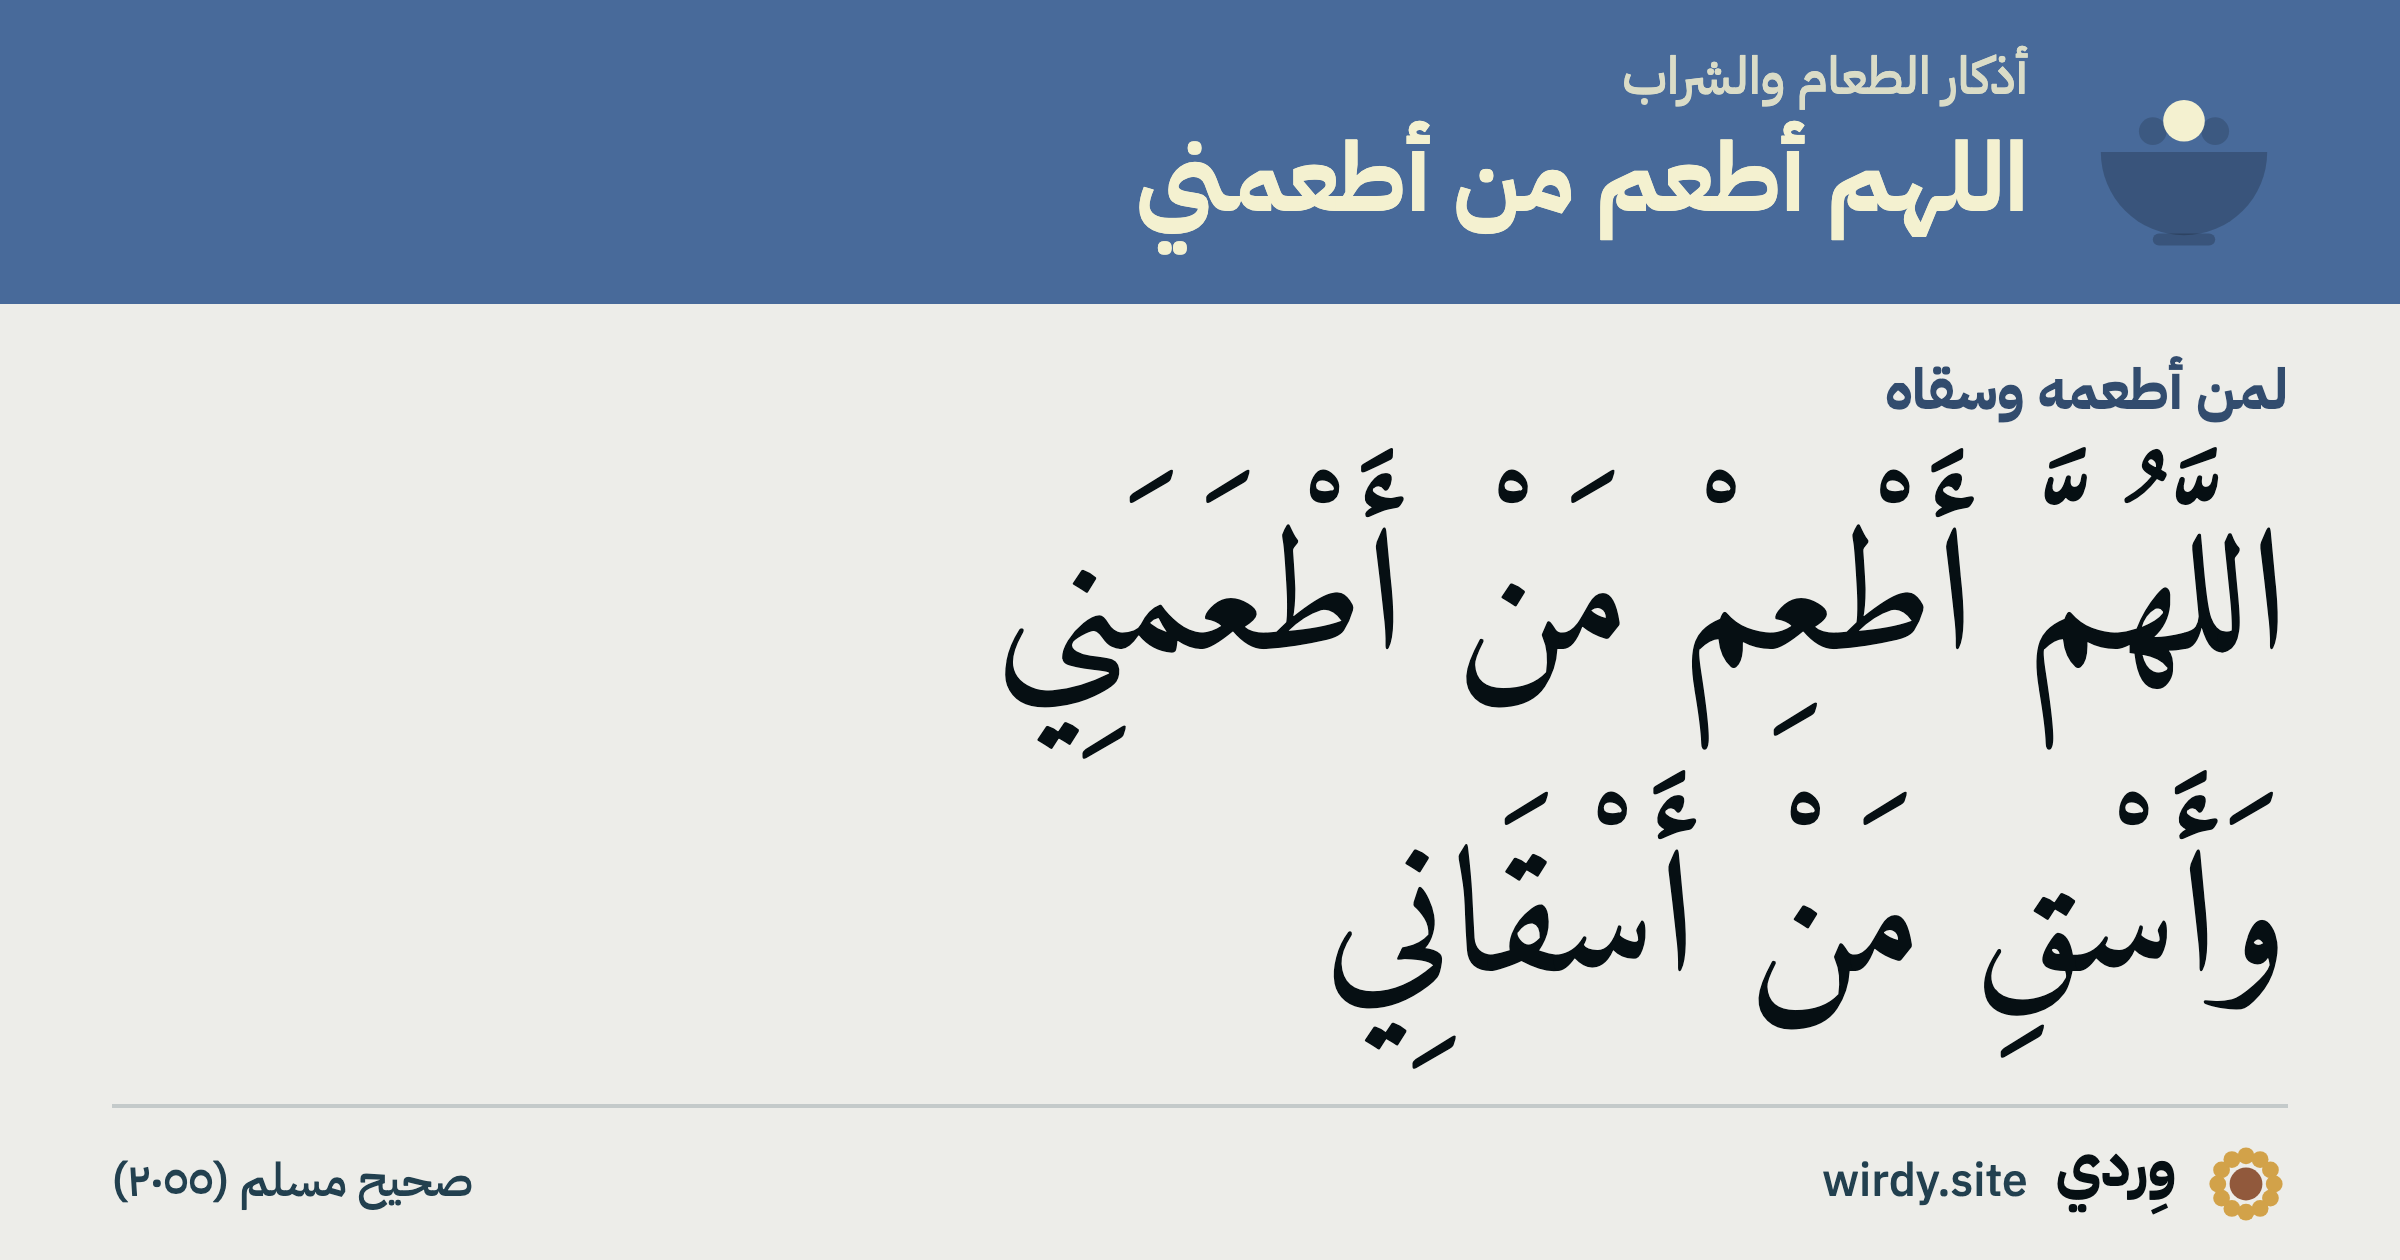 أذكار الطعام والشراب
اللهم أطعم من أطعمني
لمن أطعمه وسقاه
اللَّهُمَّ أَطْعِمْ مَنْ أَطْعَمَنِي
وَأَسْقِ مَنْ أَسْقَانِي
وِردي wirdy.site
صحيح مسلم (٢٠٥٥)